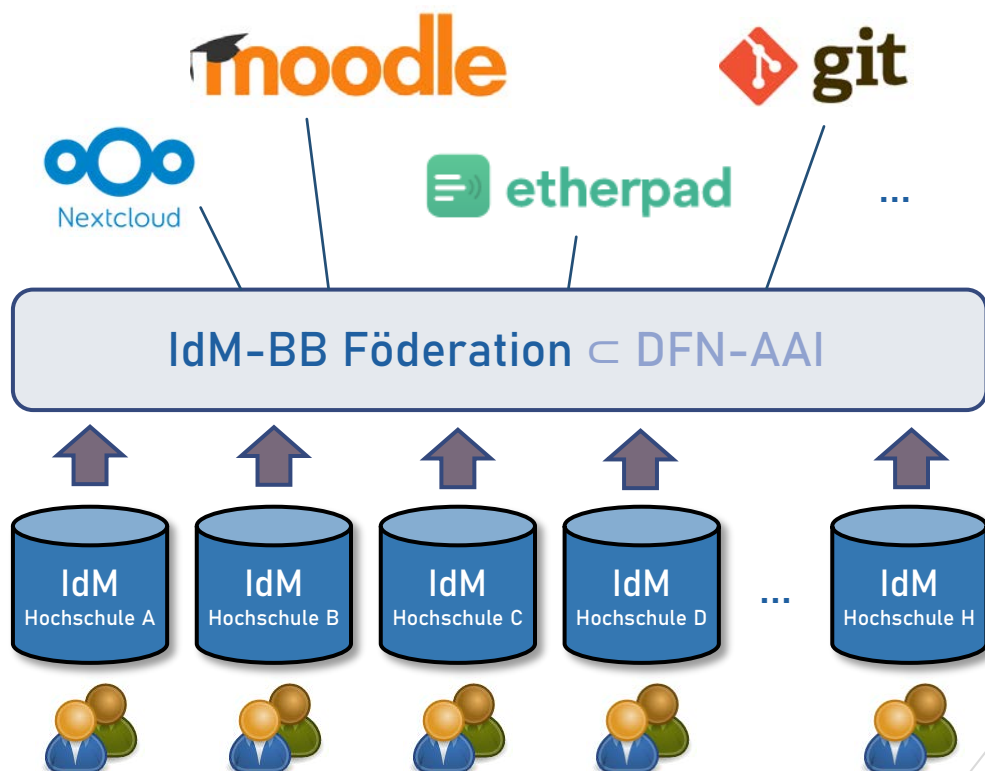 moodle
git
Nextcloud
etherpad
...
IdM-BB Föderation ⊂ DFN-AAI
IdM
Hochschule A
IdM
Hochschule B
IdM
Hochschule C
IdM
Hochschule D
...
IdM
Hochschule H